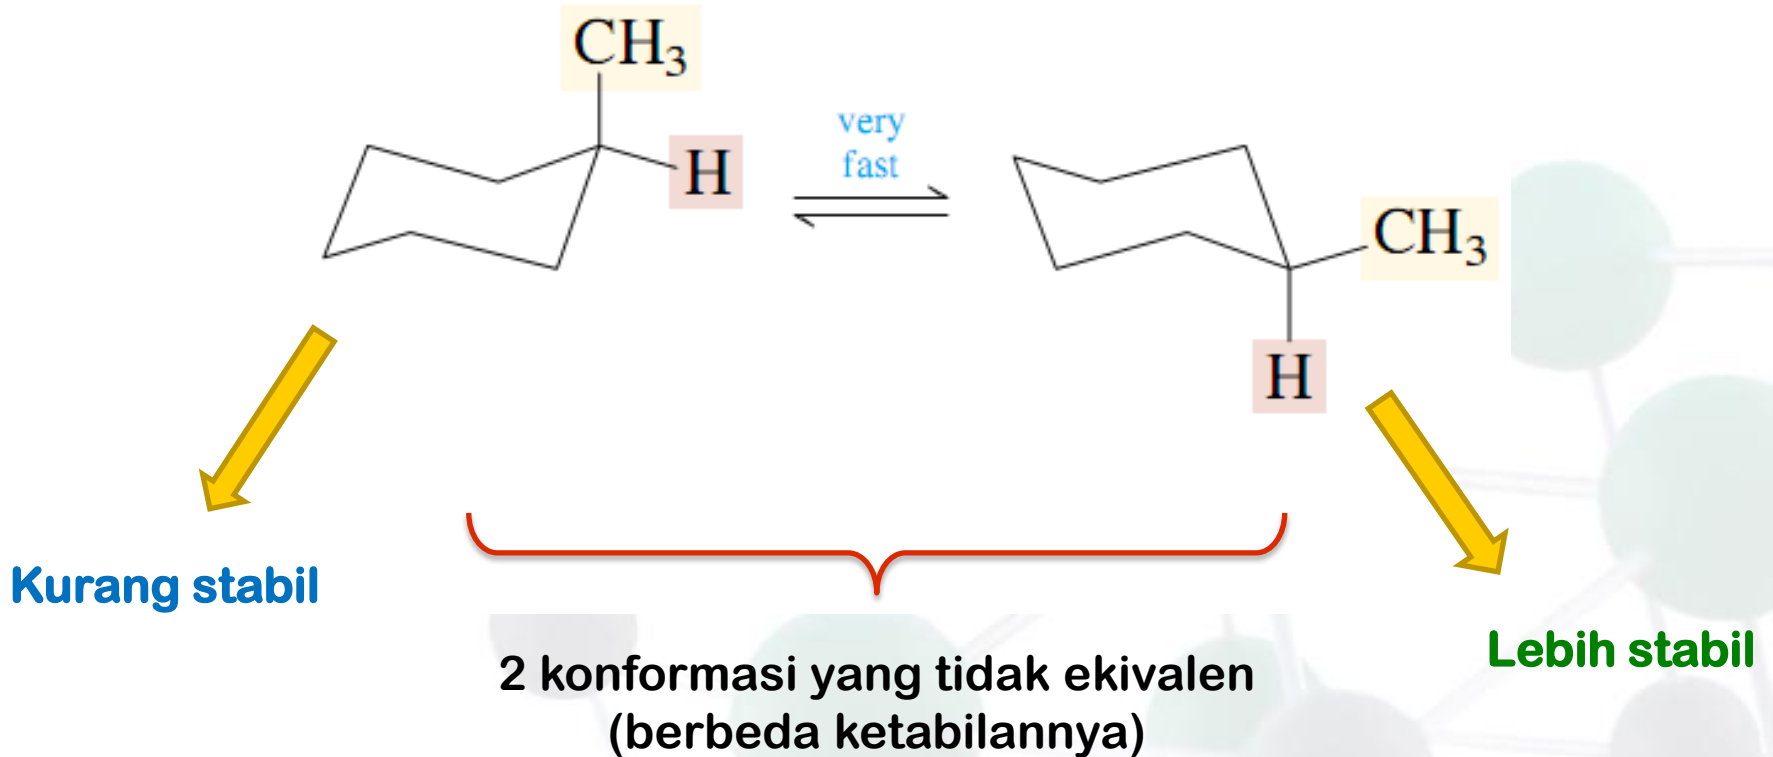 CH₃
H
very
fast
CH₃
H
Kurang stabil
Lebih stabil
2 konformasi yang tidak ekivalen
(berbeda ketabilannya)